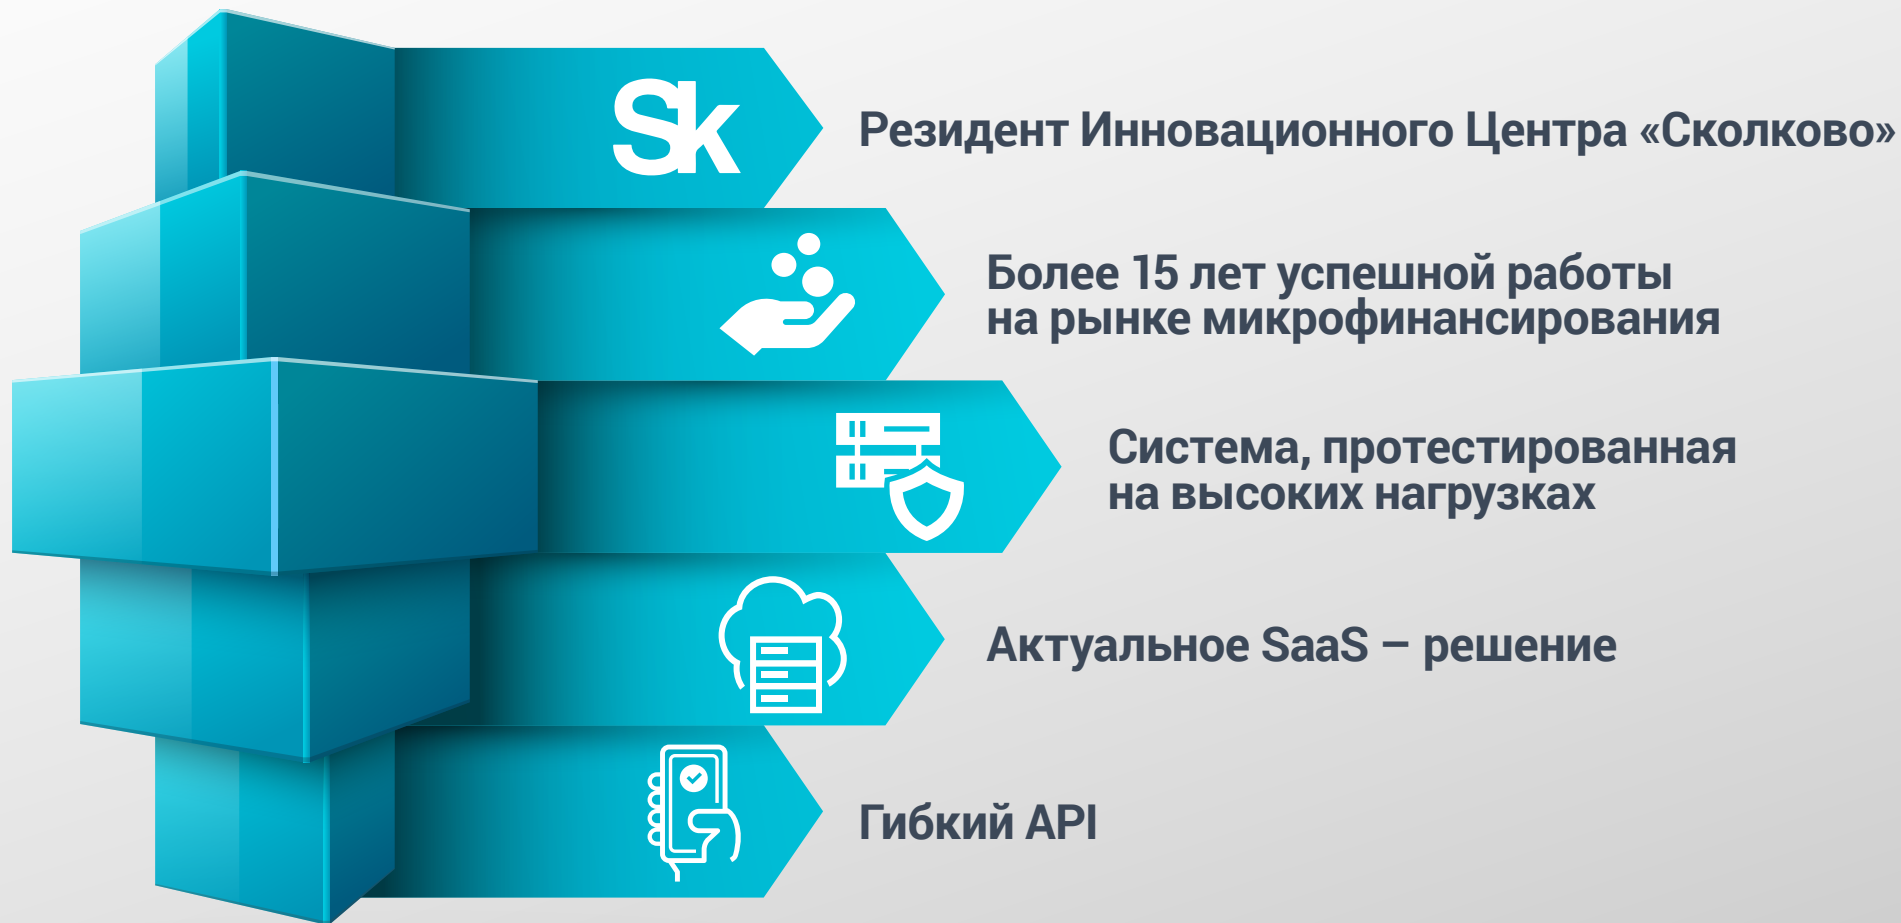 Sk
Резидент Инновационного Центра «Сколково»
Более 15 лет успешной работы
на рынке микрофинансирования
Система, протестированная
на высоких нагрузках
Актуальное SaaS – решение
Гибкий API